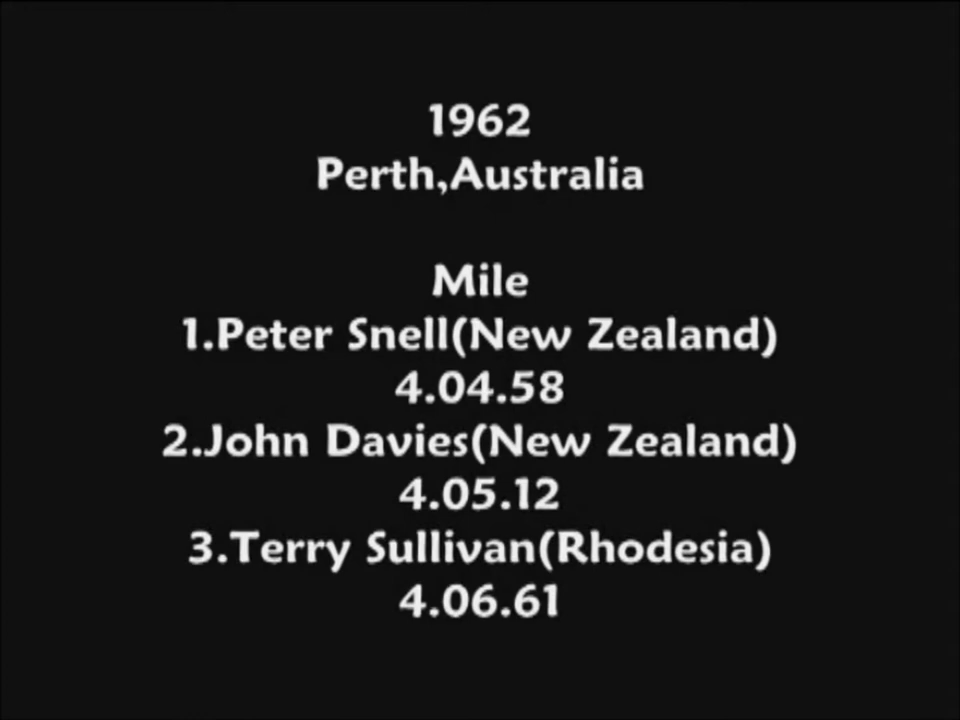 1962
Perth,Australia
Mile
1.Peter Snell(New Zealand)
4.04.58
2.John Davies(New Zealand)
4.05.12
3.Terry Sullivan(Rhodesia)
4.06.61